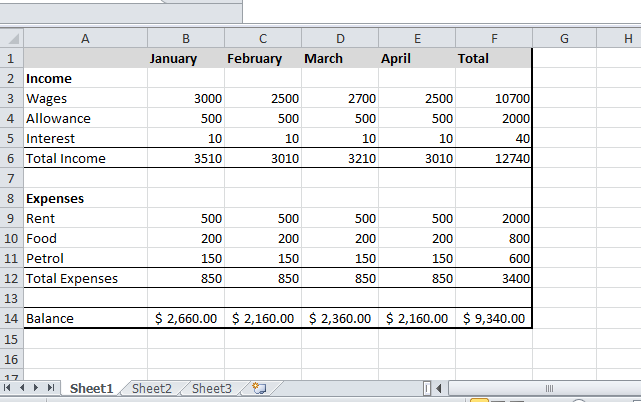 A B C D E F G H
1 January February March April Total
2 Income
3 Wages 3000 2500 2700 2500 10700
4 Allowance 500 500 500 500 2000
5 Interest 10 10 10 10 40
6 Total Income 3510 3010 3210 3010 12740
7
8 Expenses
9 Rent 500 500 500 500 2000
10 Food 200 200 200 200 800
11 Petrol 150 150 150 150 600
12 Total Expenses 850 850 850 850 3400
13
14 Balance $ 2,660.00 $ 2,160.00 $ 2,360.00 $ 2,160.00 $ 9,340.00
15
16
17
Sheet1 Sheet2 Sheet3